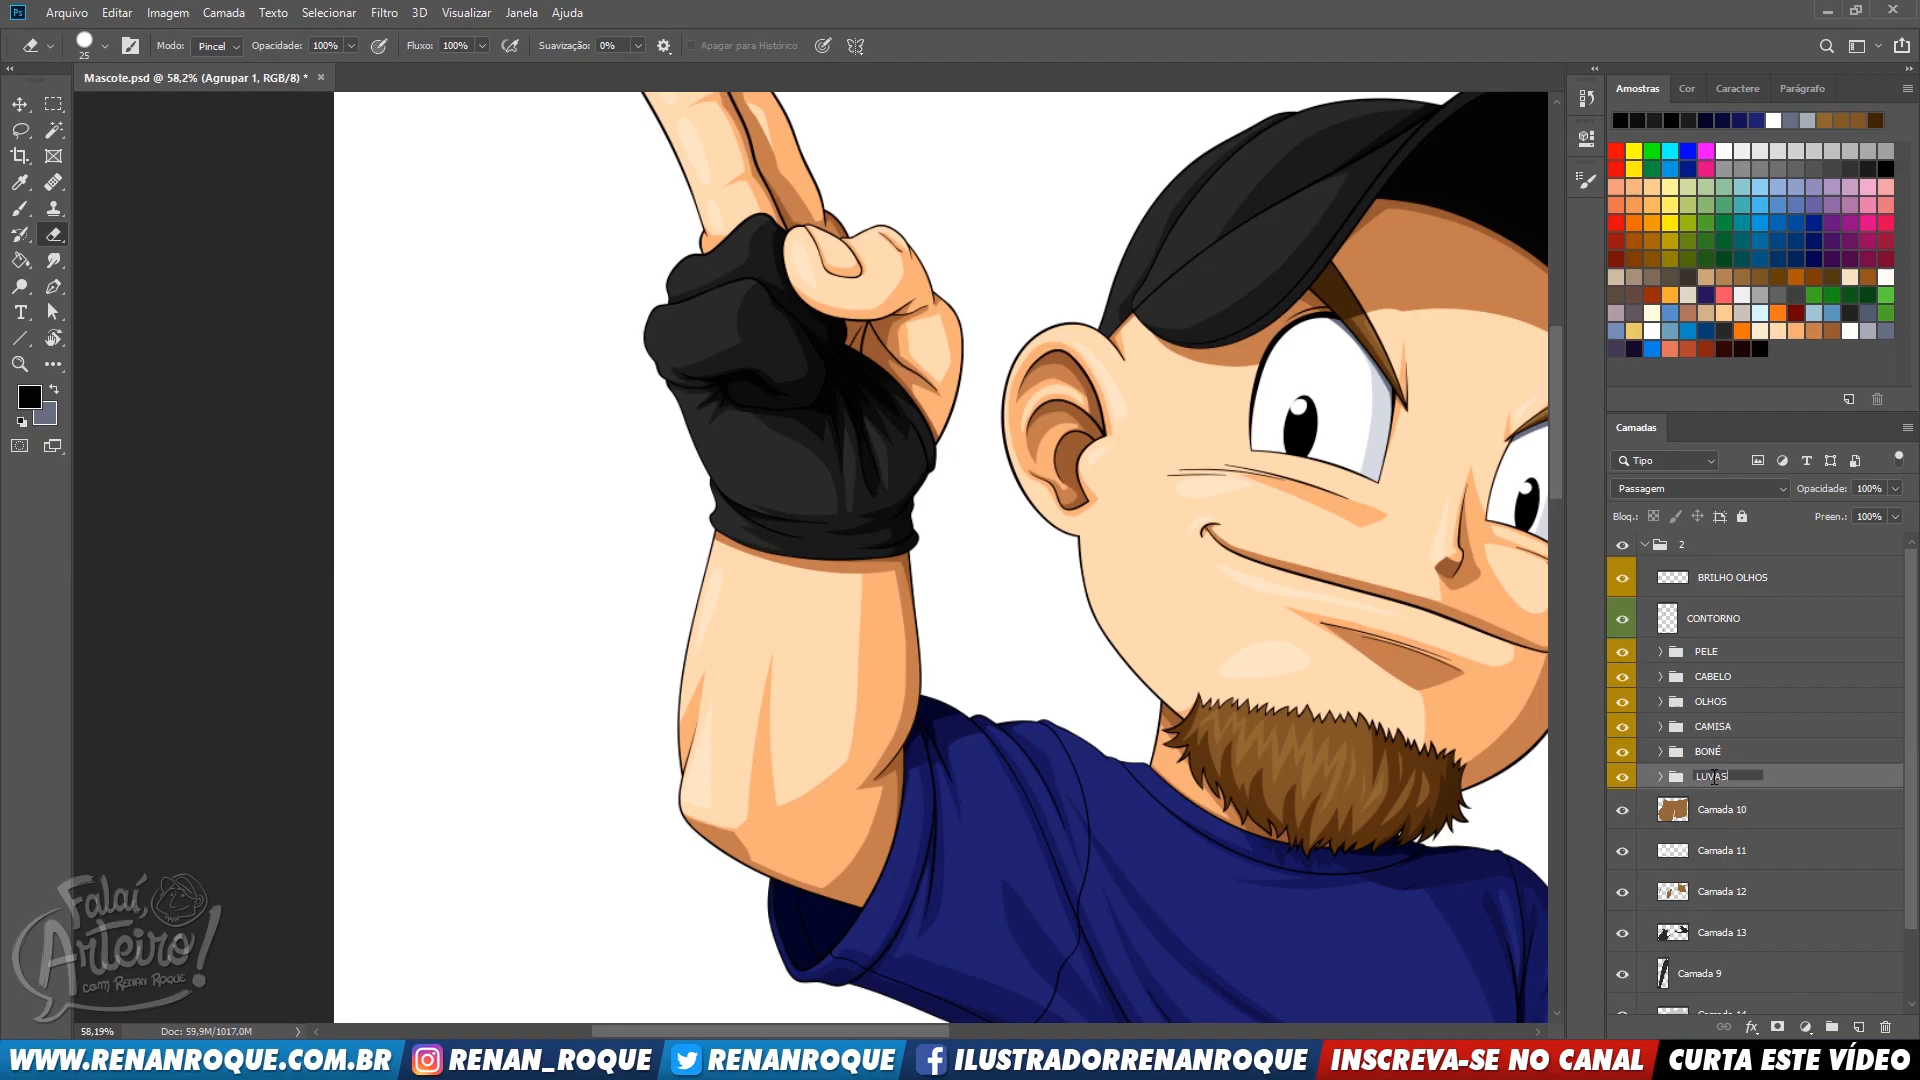 Arquivo Editar Imagem Camada Texto Selecionar Filtro 3D Visualizar Janela Ajuda
25 Modo: Pincel Opacidade: 100% Fluxo: 100% Suavização: 0% Apagar para Histórico
Mascote.psd @ 58,2% (Agrupar 1, RGB/8) * ×
Amostras Cor Caractere Parágrafo
Camadas
Tipo
Passagem Opacidade: 100%
Bloq.: Preen.: 100%
2
BRILHO OLHOS
CONTORNO
PELE
CABELO
OLHOS
CAMISA
BONÉ
LUVAS
Camada 10
Camada 11
Camada 12
Camada 13
Camada 9
Camada 14
Falaí,
Arteiro!
com Renan Roque
58,19% Doc: 59,9M/1017,0M
WWW.RENANROQUE.COM.BR RENAN_ROQUE RENANROQUE ILUSTRADORRENANROQUE INSCREVA-SE NO CANAL CURTA ESTE VÍDEO